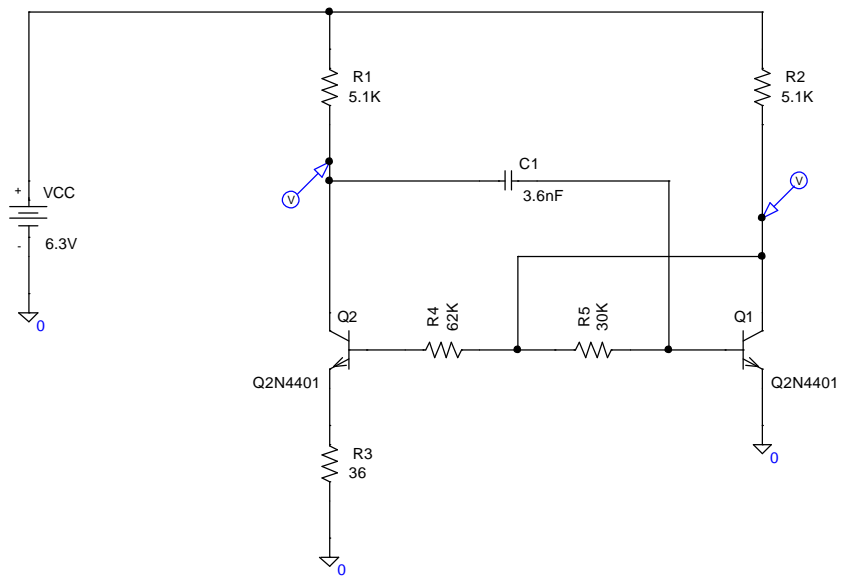 R1
5.1K
R2
5.1K
C1
3.6nF
V
V
+
VCC
-
6.3V
0
Q2
R4
62K
R5
30K
Q1
Q2N4401
Q2N4401
R3
36
0
0